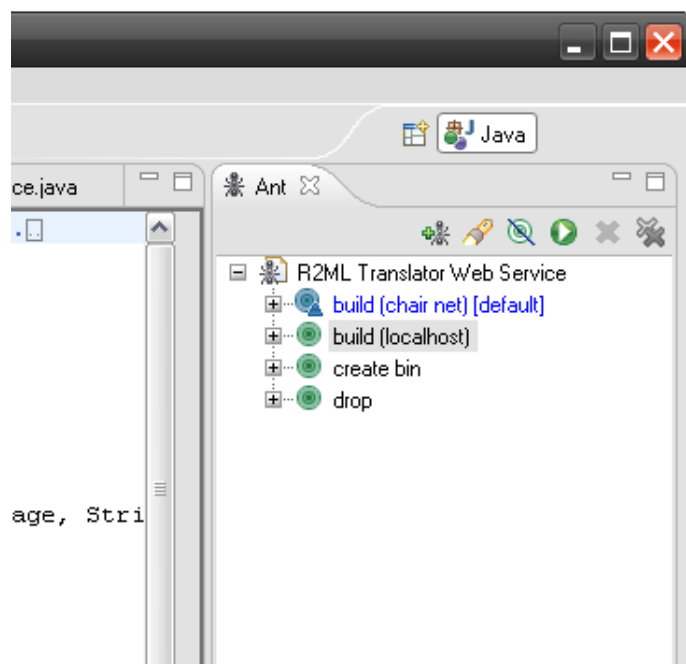 Java
ce.java
Ant
.
R2ML Translator Web Service
build (chair net) [default]
build (localhost)
create bin
drop
age, Stri